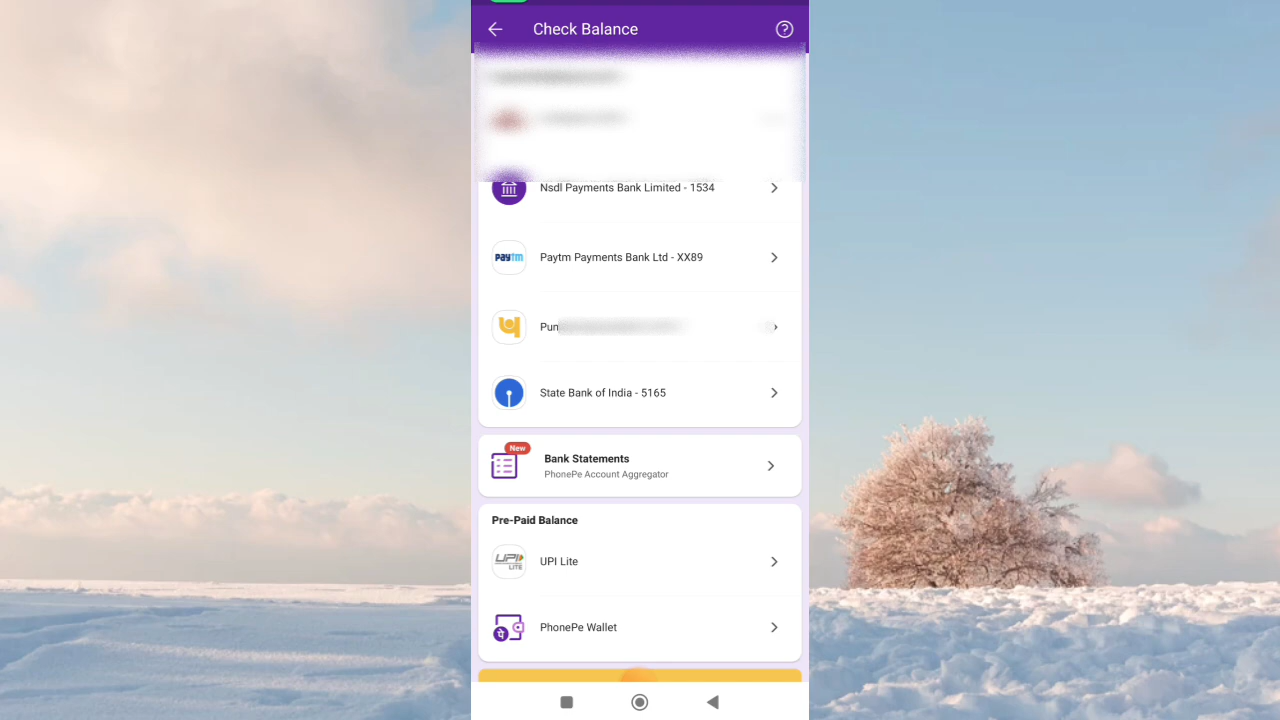 Check Balance
Nsdl Payments Bank Limited - 1534
paytm
Paytm Payments Bank Ltd - XX89
Pun
State Bank of India - 5165
New
Bank Statements
PhonePe Account Aggregator
Pre-Paid Balance
UPI LITE
UPI Lite
पे
PhonePe Wallet